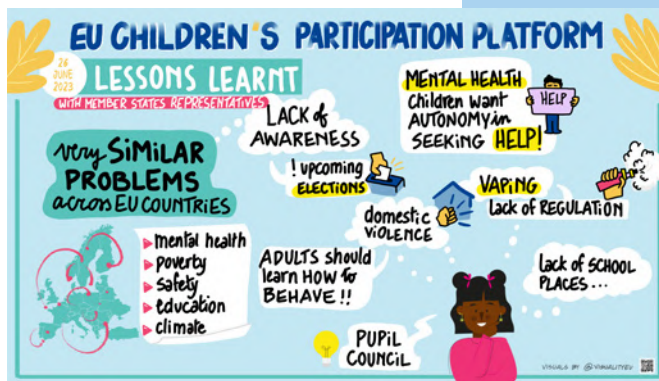 EU CHILDREN'S PARTICIPATION PLATFORM
26
JUNE
2023
LESSONS LEARNT
WITH MEMBER STATES REPRESENTATIVES
very SiMiLAR
PROBLEMS
across EU COUNTRiES
mental health
poverty
safety
education
climate
LACK of
AWARENESS
! upcoming
ELECTIONS
MENTAL HEALTH
children want
AUTONOMY in
SEEKING HELP!
HELP
VAPiNG
lack of REGULATION
domestic
VIOLENCE
ADULTS should
learn HOW to
BEHAVE !!
lack of SCHOOL
PLACES...
PUPiL
COUNCIL
VISUALS BY @VISUALITYEU